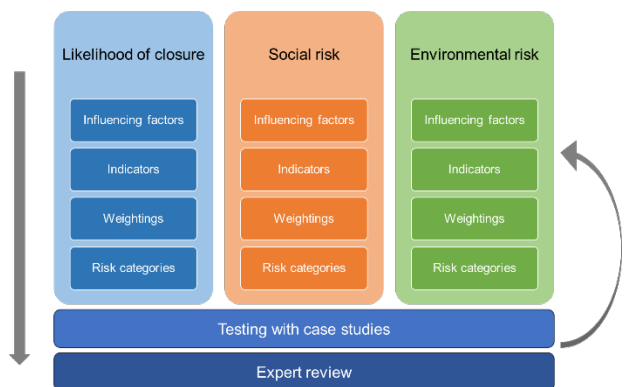 Likelihood of closure
Social risk
Environmental risk
Influencing factors
Influencing factors
Influencing factors
Indicators
Indicators
Indicators
Weightings
Weightings
Weightings
Risk categories
Risk categories
Risk categories
Testing with case studies
Expert review